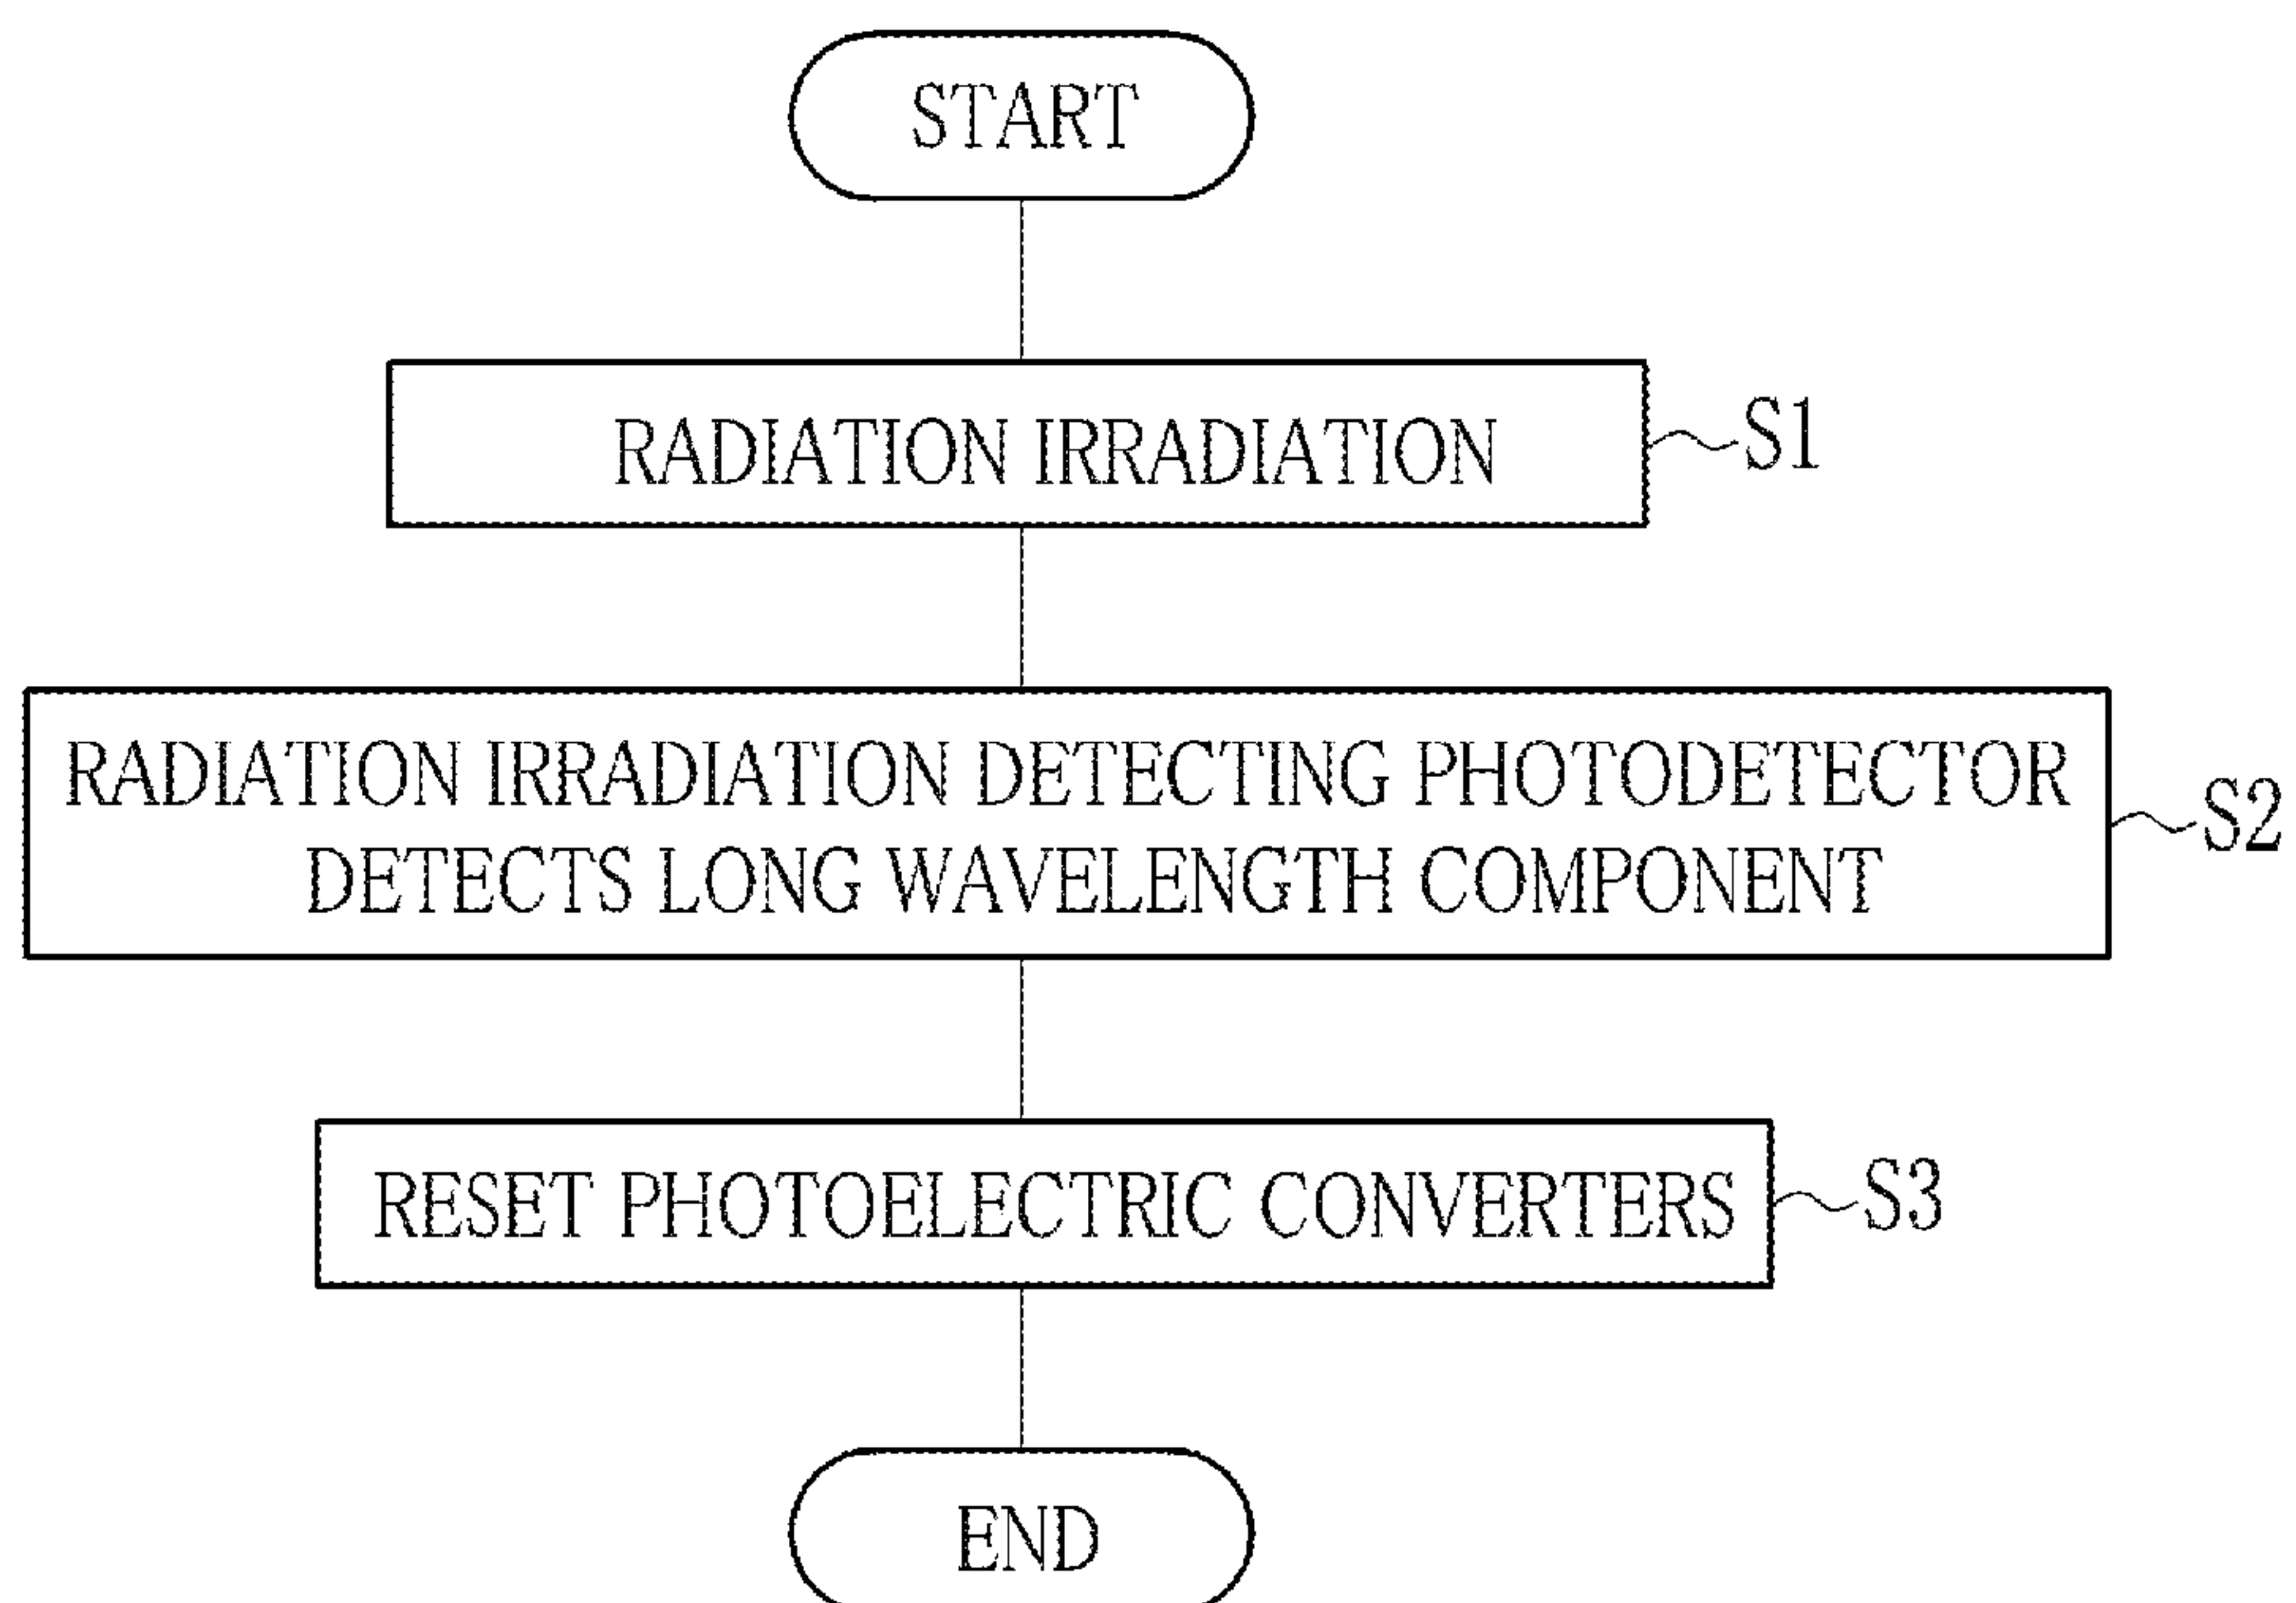 START
RADIATION IRRADIATION
S1
RADIATION IRRADIATION DETECTING PHOTODETECTOR
DETECTS LONG WAVELENGTH COMPONENT
S2
RESET PHOTOELECTRIC CONVERTERS
S3
END